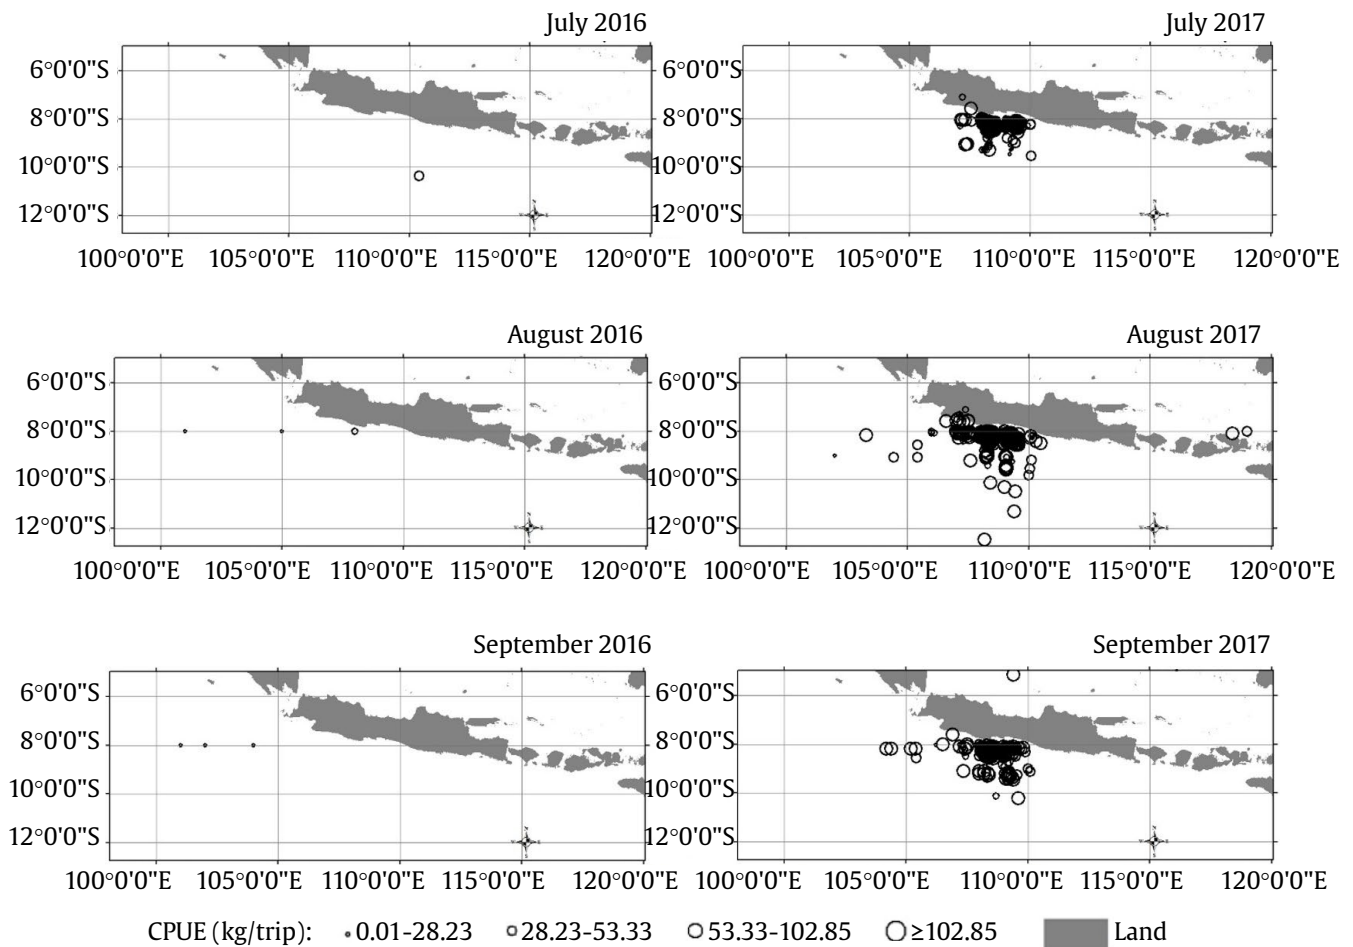 July 2016
July 2017
6°0'0"S
6°0'0"S
8°0'0"S
8°0'0"S
10°0'0"S
10°0'0"S
12°0'0"S
12°0'0"S
100°0'0"E 105°0'0"E 110°0'0"E 115°0'0"E 120°0'0"E
100°0'0"E 105°0'0"E 110°0'0"E 115°0'0"E 120°0'0"E
August 2016
August 2017
6°0'0"S
6°0'0"S
8°0'0"S
8°0'0"S
10°0'0"S
10°0'0"S
12°0'0"S
12°0'0"S
100°0'0"E 105°0'0"E 110°0'0"E 115°0'0"E 120°0'0"E
100°0'0"E 105°0'0"E 110°0'0"E 115°0'0"E 120°0'0"E
September 2016
September 2017
6°0'0"S
6°0'0"S
8°0'0"S
8°0'0"S
10°0'0"S
10°0'0"S
12°0'0"S
12°0'0"S
100°0'0"E 105°0'0"E 110°0'0"E 115°0'0"E 120°0'0"E
100°0'0"E 105°0'0"E 110°0'0"E 115°0'0"E 120°0'0"E
CPUE (kg/trip): 0.01-28.23 28.23-53.33 53.33-102.85 ≥102.85 Land